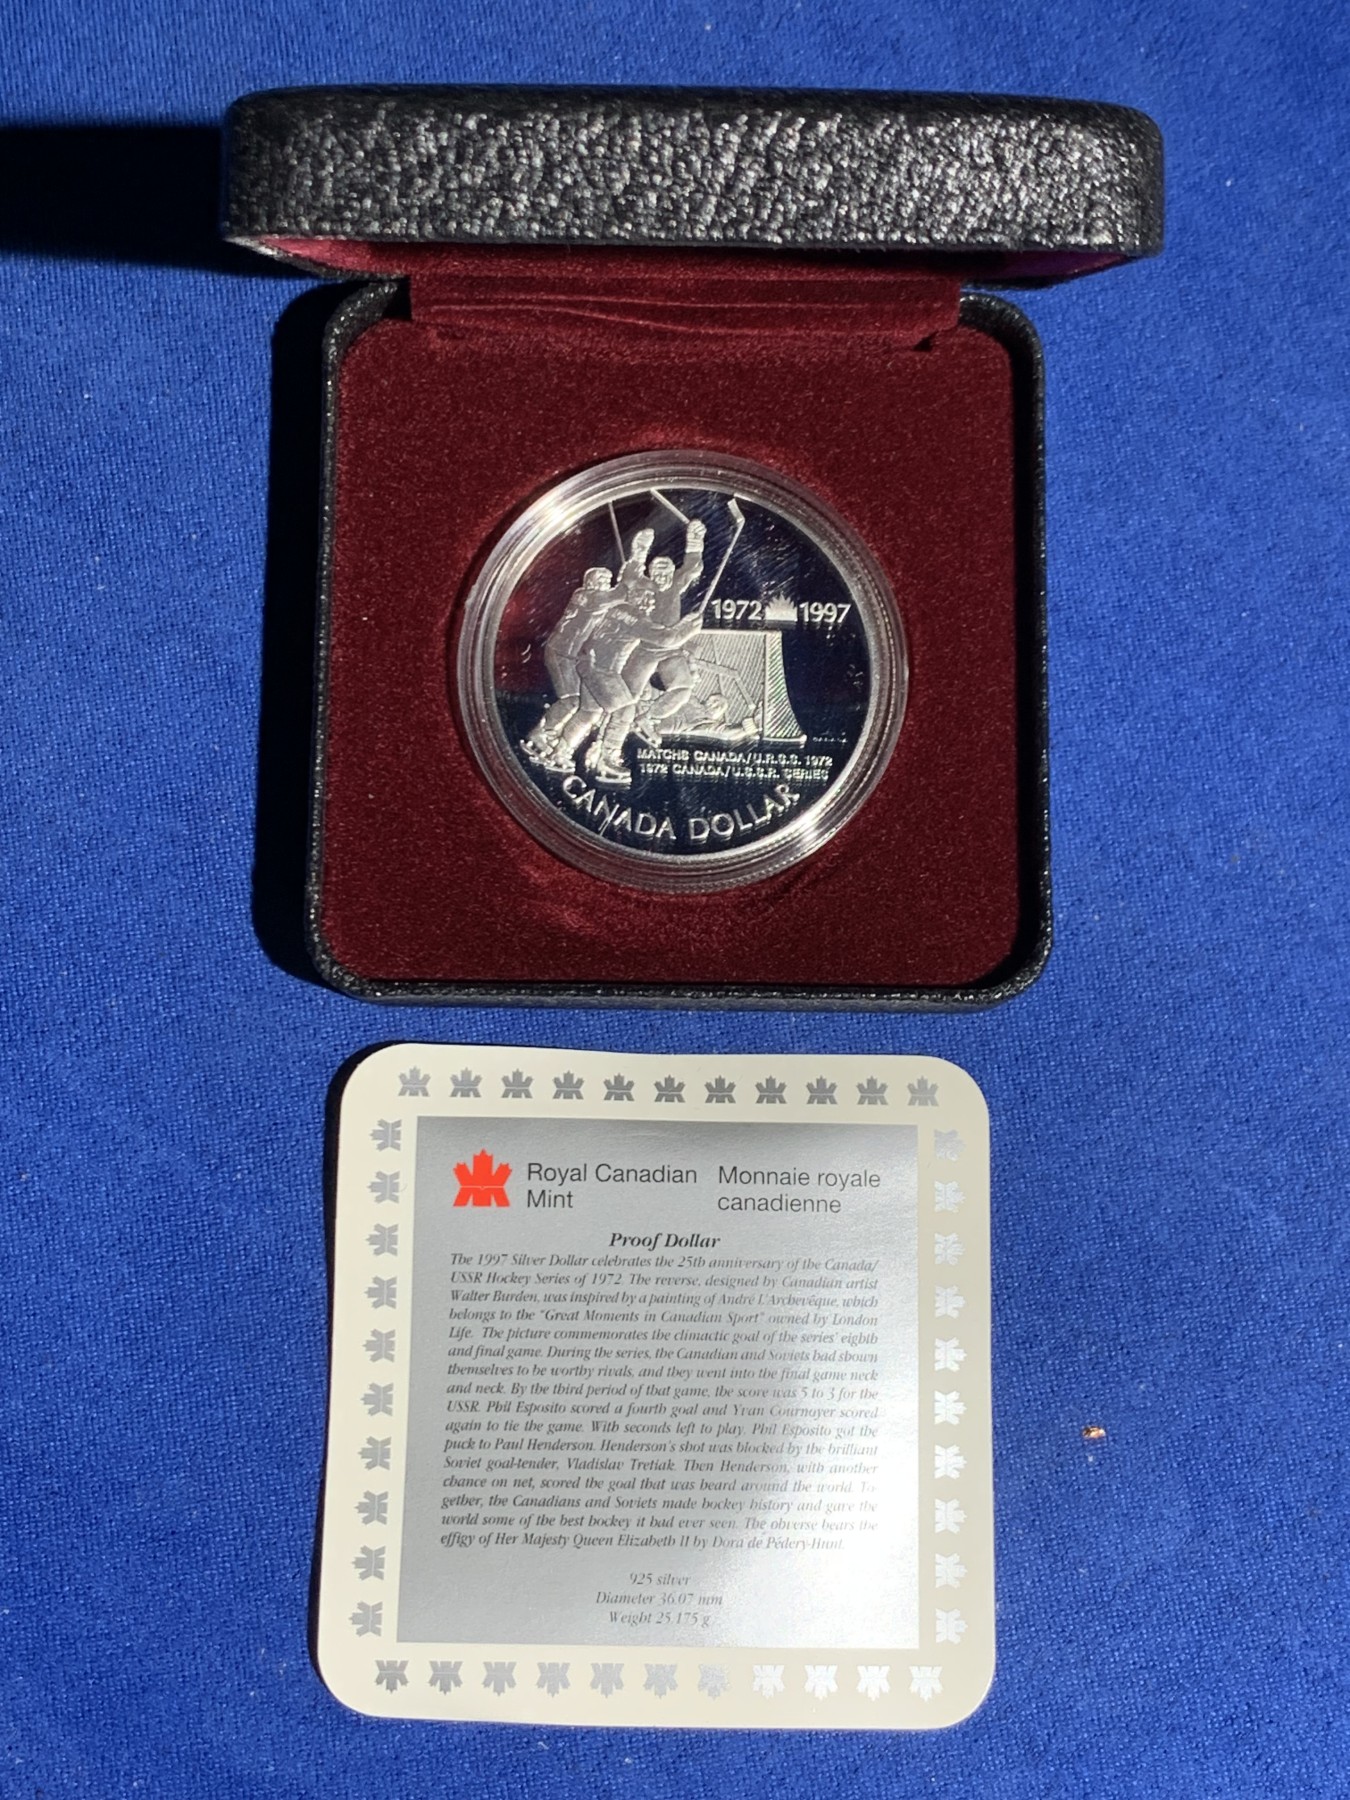 1972 1997
MATCHS CANADA/U.R.S.S. 1972
1972 CANADA/U.S.S.R. SERIES
CANADA DOLLAR
Royal Canadian Mint
Monnaie royale canadienne
Proof Dollar
The 1997 Silver Dollar celebrates the 25th anniversary of the Canada/
USSR Hockey Series of 1972. The reverse, designed by Canadian artist
Walter Burden, was inspired by a painting of André L'Archevêque, which
belongs to the "Great Moments in Canadian Sport" owned by London
Life. The picture commemorates the climactic goal of the series' eighth
and final game. During the series, the Canadian and Soviets had shown
themselves to be worthy rivals, and they went into the final game neck
and neck. By the third period of that game, the score was 5 to 3 for the
USSR. Phil Esposito scored a fourth goal and Yvan Cournoyer scored
again to tie the game. With seconds left to play, Phil Esposito got the
puck to Paul Henderson. Henderson's shot was blocked by the brilliant
Soviet goal-tender, Vladislav Tretiak. Then Henderson, with another
chance on net, scored the goal that was heard around the world. To-
gether, the Canadians and Soviets made hockey history and gave the
world some of the best hockey it had ever seen. The obverse bears the
effigy of Her Majesty Queen Elizabeth II by Dora de Pédery-Hunt.
925 silver
Diameter 36.07 mm
Weight 25.175 g